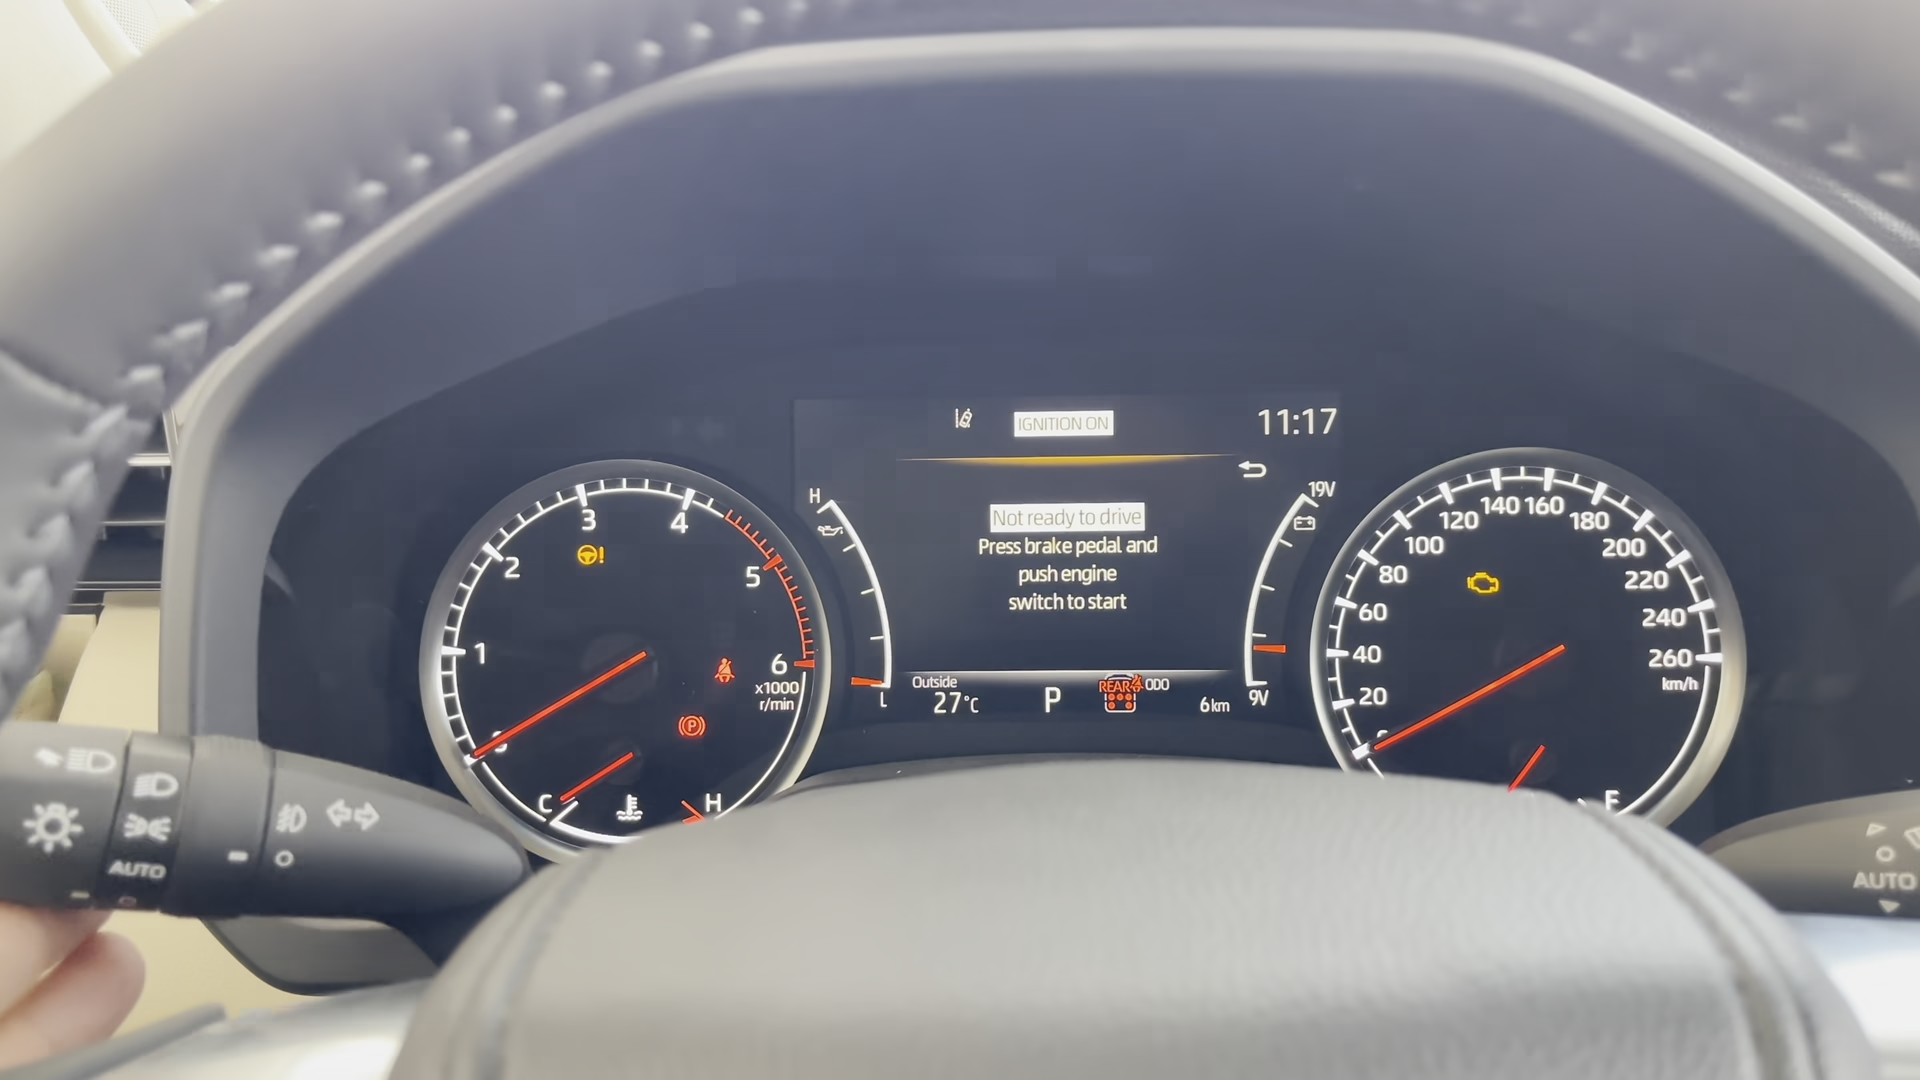 IGNITION ON
11:17
Not ready to drive
Press brake pedal and
push engine
switch to start
Outside
27°C
P
REAR
ODO
6 km
H
L
19V
9V
1
2
3
4
5
6
x1000
r/min
C
H
P
20
40
60
80
100
120
140
160
180
200
220
240
260
km/h
F
AUTO
AUTO